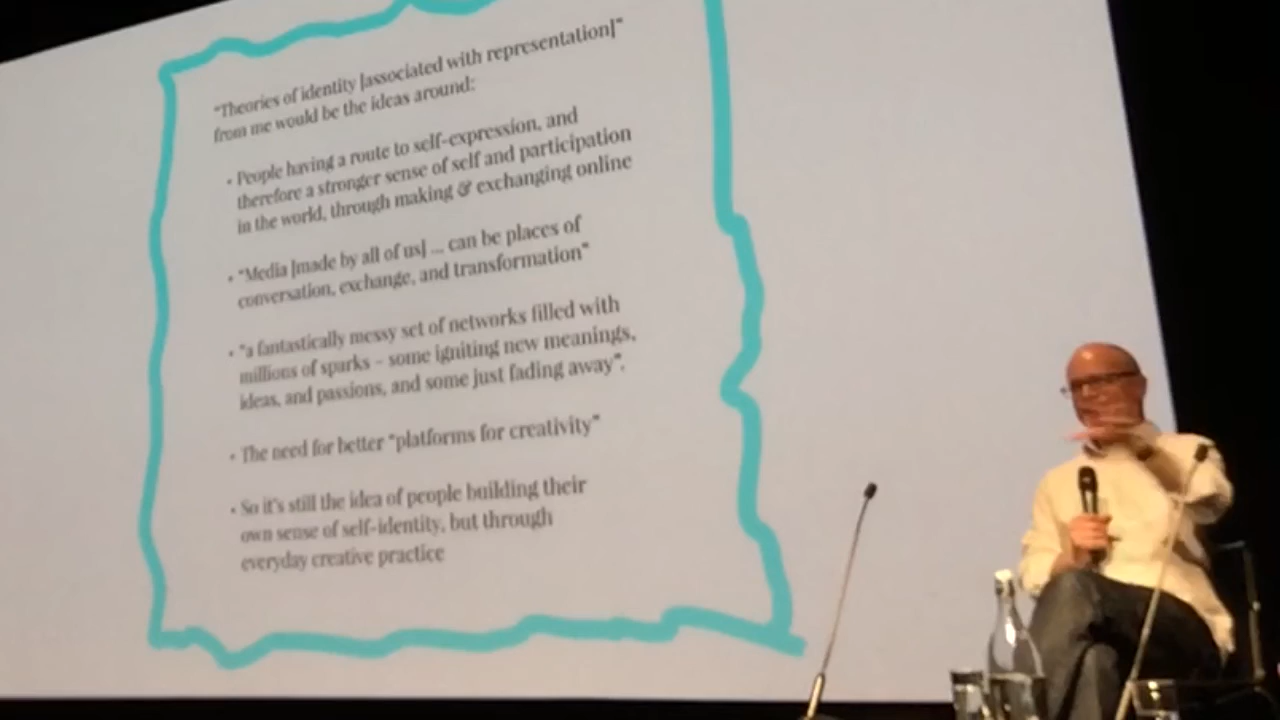 "Theories of identity [associated with representation]"
from me would be the ideas around:
• People having a route to self-expression, and
therefore a stronger sense of self and participation
in the world, through making & exchanging online
• "Media [made by all of us] ... can be places of
conversation, exchange, and transformation"
• "a fantastically messy set of networks filled with
millions of sparks – some igniting new meanings,
ideas, and passions, and some just fading away".
• The need for better "platforms for creativity"
• So it's still the idea of people building their
own sense of self-identity, but through
everyday creative practice